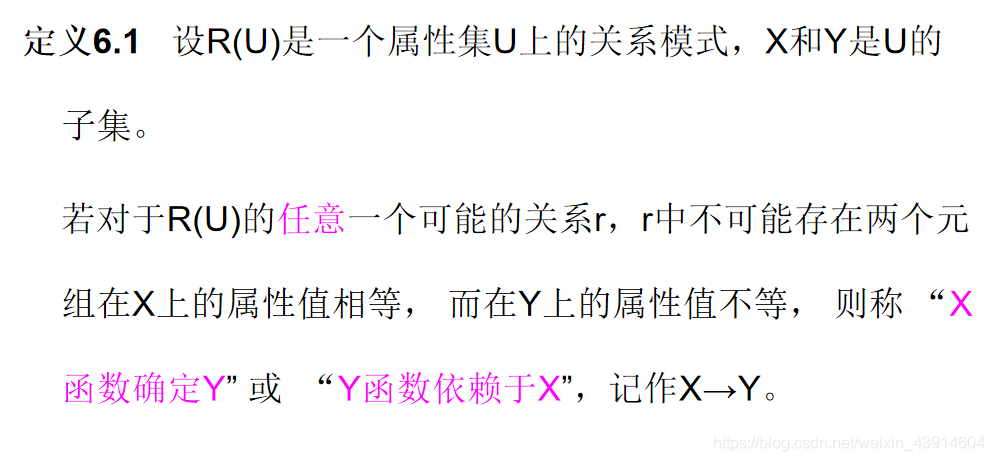 定义6.1 设R(U)是一个属性集U上的关系模式，X和Y是U的
子集。
若对于R(U)的任意一个可能的关系r，r中不可能存在两个元
组在X上的属性值相等， 而在Y上的属性值不等， 则称 “X
函数确定Y” 或 “Y函数依赖于X”，记作X→Y。
https://blog.csdn.net/weixin_43914604